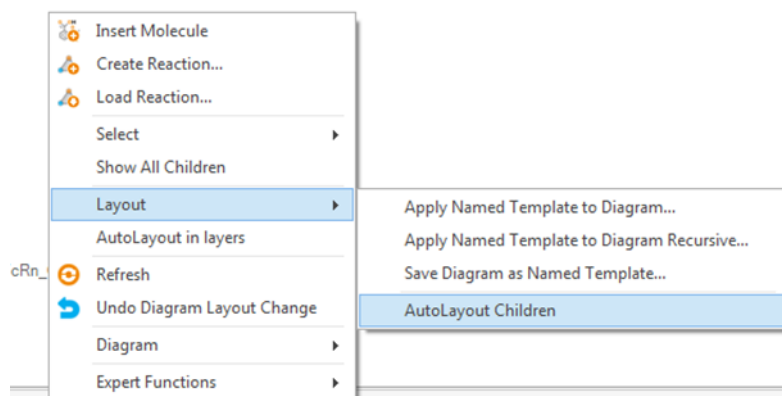 Insert Molecule
Create Reaction...
Load Reaction...
Select
Show All Children
Layout
AutoLayout in layers
cRn_
Refresh
Undo Diagram Layout Change
Diagram
Expert Functions
Apply Named Template to Diagram...
Apply Named Template to Diagram Recursive...
Save Diagram as Named Template...
AutoLayout Children